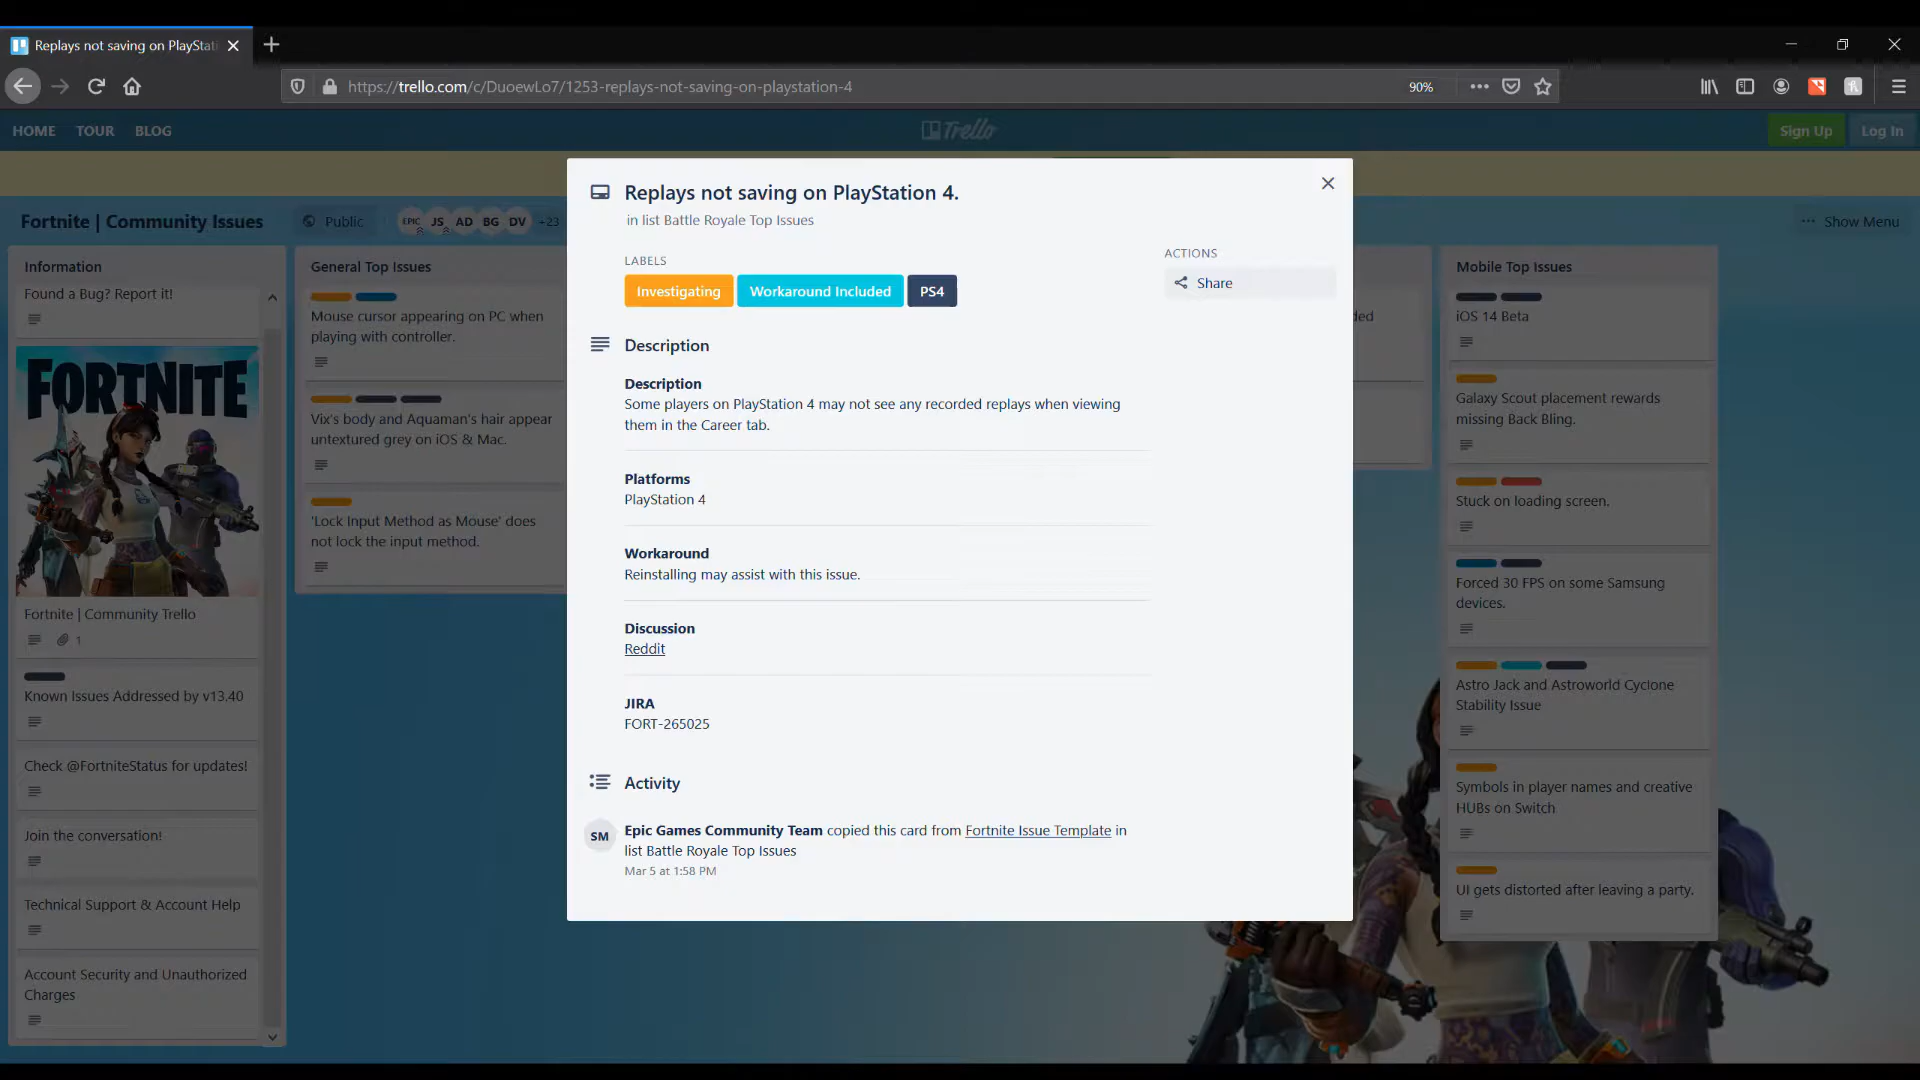 Replays not saving on PlayStati
https://trello.com/c/DuoewLo7/1253-replays-not-saving-on-playstation-4
90%
HOME
TOUR
BLOG
Trello
Sign Up
Log In
Fortnite | Community Issues
Public
EPIC
JS
AD
BG
DV
+23
Show Menu
Information
Found a Bug? Report it!
FORTNITE
Fortnite | Community Trello
1
Known Issues Addressed by v13.40
Check @FortniteStatus for updates!
Join the conversation!
Technical Support & Account Help
Account Security and Unauthorized
Charges
General Top Issues
Mouse cursor appearing on PC when
playing with controller.
Vix's body and Aquaman's hair appear
untextured grey on iOS & Mac.
'Lock Input Method as Mouse' does
not lock the input method.
Replays not saving on PlayStation 4.
in list Battle Royale Top Issues
LABELS
Investigating
Workaround Included
PS4
ACTIONS
Share
Description
Description
Some players on PlayStation 4 may not see any recorded replays when viewing
them in the Career tab.
Platforms
PlayStation 4
Workaround
Reinstalling may assist with this issue.
Discussion
Reddit
JIRA
FORT-265025
Activity
SM
Epic Games Community Team copied this card from Fortnite Issue Template in
list Battle Royale Top Issues
Mar 5 at 1:58 PM
Mobile Top Issues
iOS 14 Beta
Galaxy Scout placement rewards
missing Back Bling.
Stuck on loading screen.
Forced 30 FPS on some Samsung
devices.
Astro Jack and Astroworld Cyclone
Stability Issue
Symbols in player names and creative
HUBs on Switch
UI gets distorted after leaving a party.